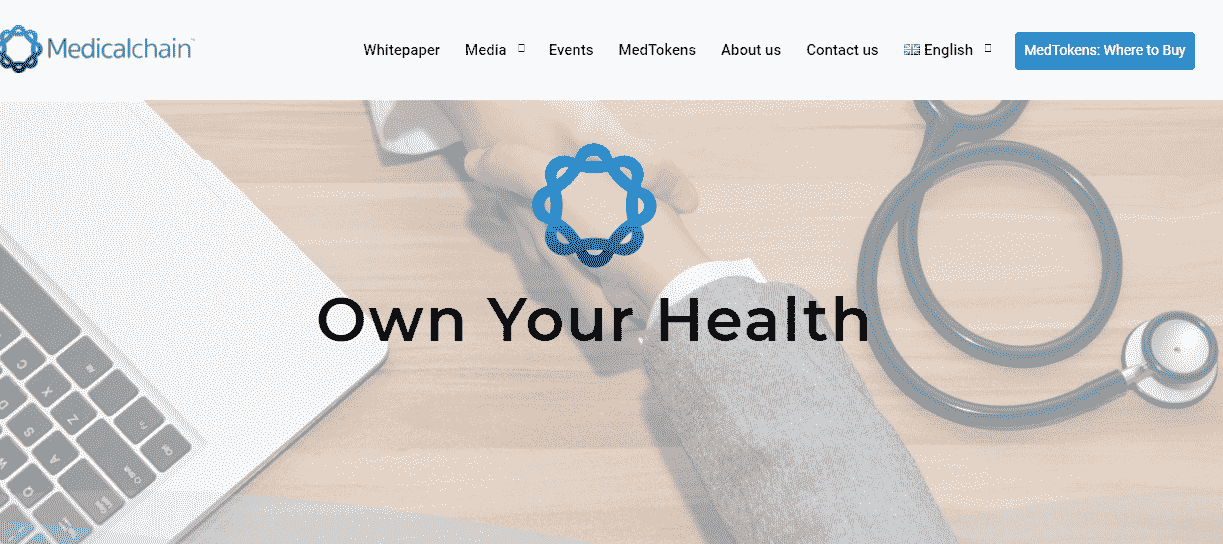 Medicalchain™
Whitepaper Media Events MedTokens About us Contact us English MedTokens: Where to Buy
Own Your Health
C
X
Z
S
A
W
Q